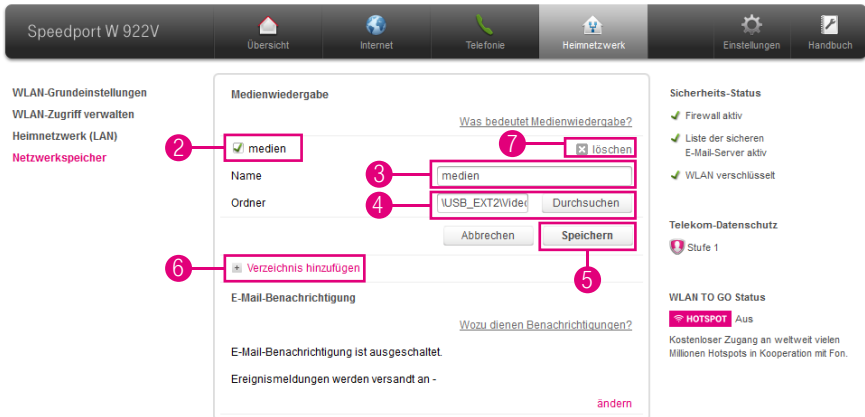 Speedport W 922V
Übersicht
Internet
Telefonie
Heimnetzwerk
Einstellungen
Handbuch
WLAN-Grundeinstellungen
WLAN-Zugriff verwalten
Heimnetzwerk (LAN)
Netzwerkspeicher
Medienwiedergabe
Was bedeutet Medienwiedergabe?
2
medien
7
löschen
Name
3
medien
Ordner
4
\USB_EXT2\Videc
Durchsuchen
Abbrechen
Speichern
5
6
Verzeichnis hinzufügen
E-Mail-Benachrichtigung
Wozu dienen Benachrichtigungen?
E-Mail-Benachrichtigung ist ausgeschaltet.
Ereignismeldungen werden versandt an -
ändern
Sicherheits-Status
Firewall aktiv
Liste der sicheren
E-Mail-Server aktiv
WLAN verschlüsselt
Telekom-Datenschutz
Stufe 1
WLAN TO GO Status
HOTSPOT Aus
Kostenloser Zugang an weltweit vielen
Millionen Hotspots in Kooperation mit Fon.